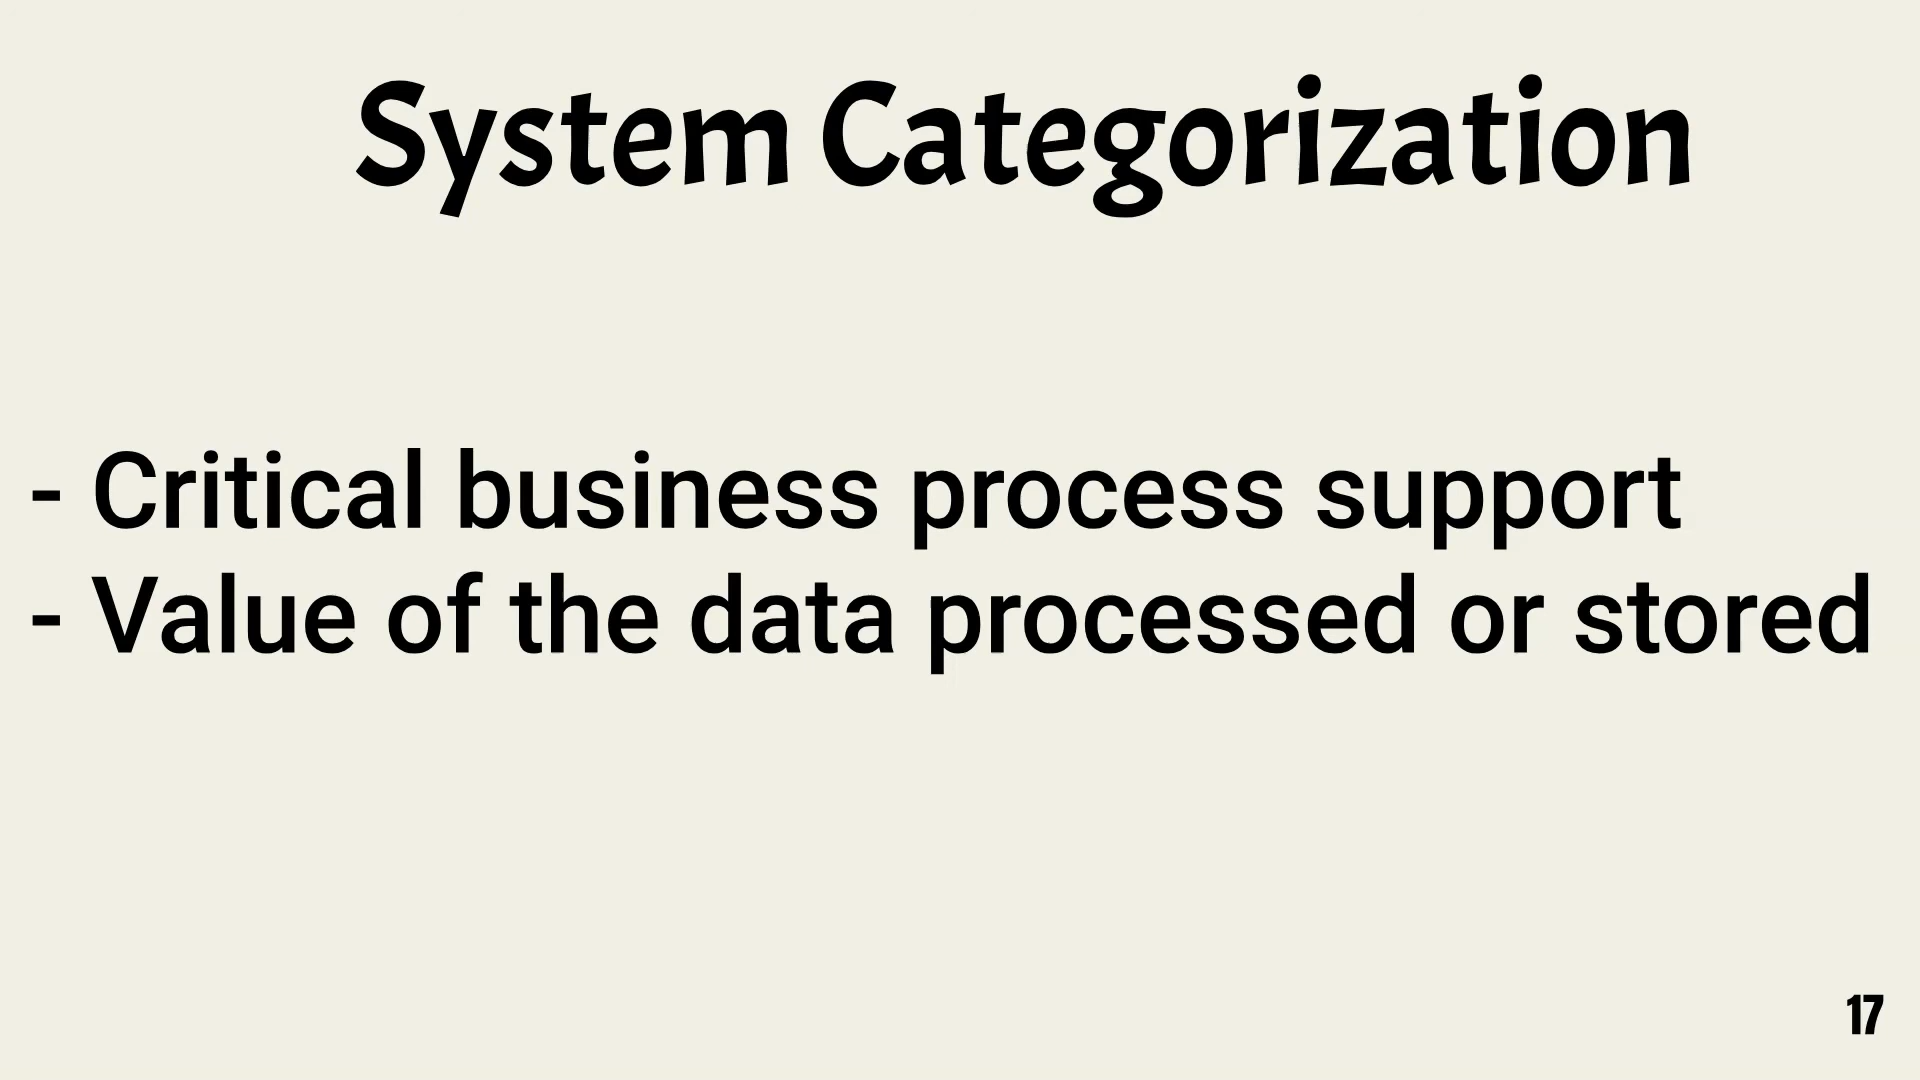 System Categorization
- Critical business process support
- Value of the data processed or stored
17